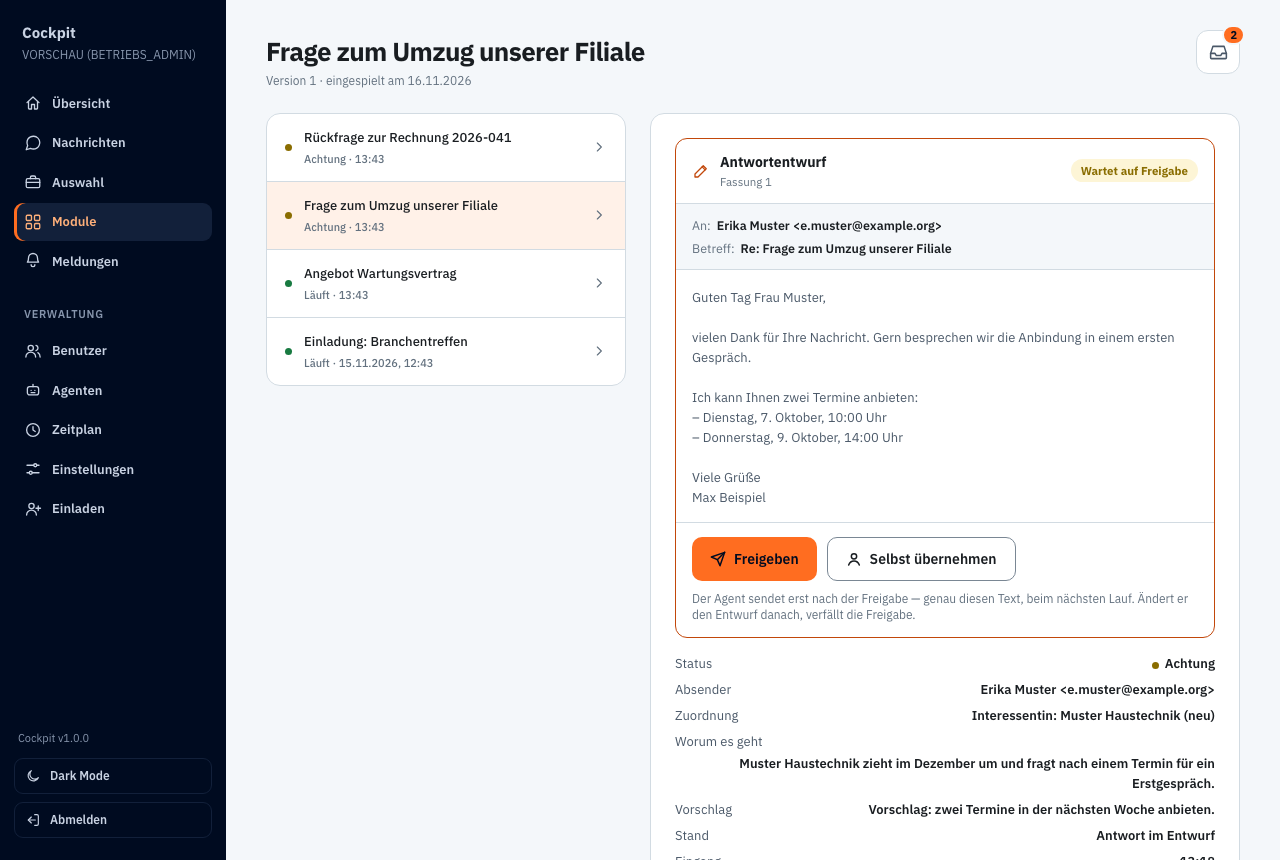 Cockpit
VORSCHAU (BETRIEBS_ADMIN)
Übersicht
Nachrichten
Auswahl
Module
Meldungen
VERWALTUNG
Benutzer
Agenten
Zeitplan
Einstellungen
Einladen
Cockpit v1.0.0
Dark Mode
Abmelden
Frage zum Umzug unserer Filiale
Version 1 · eingespielt am 16.11.2026
2
Rückfrage zur Rechnung 2026-041
Achtung · 13:43
Frage zum Umzug unserer Filiale
Achtung · 13:43
Angebot Wartungsvertrag
Läuft · 13:43
Einladung: Branchentreffen
Läuft · 15.11.2026, 12:43
Antwortentwurf
Fassung 1
Wartet auf Freigabe
An: Erika Muster <e.muster@example.org>
Betreff: Re: Frage zum Umzug unserer Filiale
Guten Tag Frau Muster,
vielen Dank für Ihre Nachricht. Gern besprechen wir die Anbindung in einem ersten
Gespräch.
Ich kann Ihnen zwei Termine anbieten:
– Dienstag, 7. Oktober, 10:00 Uhr
– Donnerstag, 9. Oktober, 14:00 Uhr
Viele Grüße
Max Beispiel
Freigeben
Selbst übernehmen
Der Agent sendet erst nach der Freigabe — genau diesen Text, beim nächsten Lauf. Ändert er
den Entwurf danach, verfällt die Freigabe.
Status Achtung
Absender Erika Muster <e.muster@example.org>
Zuordnung Interessentin: Muster Haustechnik (neu)
Worum es geht
Muster Haustechnik zieht im Dezember um und fragt nach einem Termin für ein
Erstgespräch.
Vorschlag Vorschlag: zwei Termine in der nächsten Woche anbieten.
Stand Antwort im Entwurf